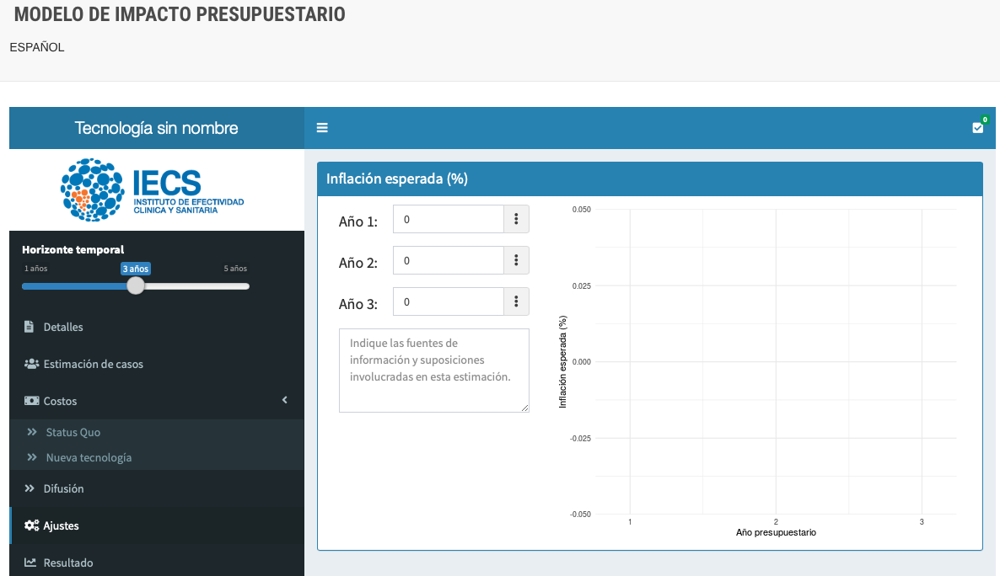 MODELO DE IMPACTO PRESUPUESTARIO
ESPAÑOL
Tecnología sin nombre
0
IECS
INSTITUTO DE EFECTIVIDAD
CLINICA Y SANITARIA
Horizonte temporal
1 años
3 años
5 años
Detalles
Estimación de casos
Costos
Status Quo
Nueva tecnología
Difusión
Ajustes
Resultado
Inflación esperada (%)
Año 1:
0
Año 2:
0
Año 3:
0
Indique las fuentes de
información y suposiciones
involucradas en esta estimación.
Inflación esperada (%)
0.050
0.025
0.000
-0.025
-0.050
1
2
3
Año presupuestario